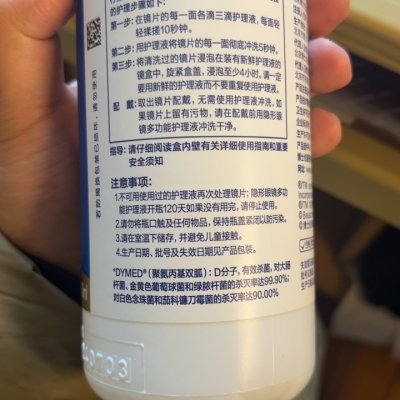 的护理步骤如下:
第一步: 在镜片的每一面各滴三滴护理液, 每面轻
轻揉搓10秒钟。
第二步: 用护理液将镜片的每一面彻底冲洗5秒钟。
第三步: 将清洗过的镜片浸泡在装有新鲜护理液的
镜盒中, 旋紧盒盖, 浸泡至少4小时, 请一定
要用新鲜的护理液而不要重复使用护理液。
配 戴: 取出镜片配戴, 无需使用护理液冲洗, 如
果镜片上留有污物, 请在配戴前用隐形眼
镜多功能护理液冲洗干净。
指导: 请仔细阅读盒内壁有关详细使用指南和重要
安全须知
注意事项:
1.不可用使用过的护理液再次处理镜片; 隐形眼镜多功
能护理液开瓶120天如果没有用完, 请停止使用。
2.请勿将瓶口触及任何物品, 保持瓶盖紧闭以防污染。
3.请在室温下储存, 并避免儿童接触。
4.生产日期、批号及失效日期见产品包装。
*DYMED® (聚氨丙基双胍): D分子, 有效杀菌, 对大肠
杆菌, 金黄色葡萄球菌和绿脓杆菌的杀灭率达99.90%;
对白色念珠菌和茄科镰刀霉菌的杀灭率达90.00%